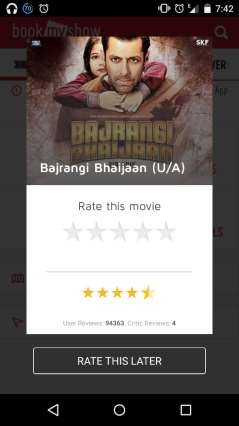 7:42
bookmyshow
SKF
BAJRANGI
BHAIJAAN
Bajrangi Bhaijaan (U/A)
Rate this movie
User Reviews: 94363 Critic Reviews: 4
RATE THIS LATER